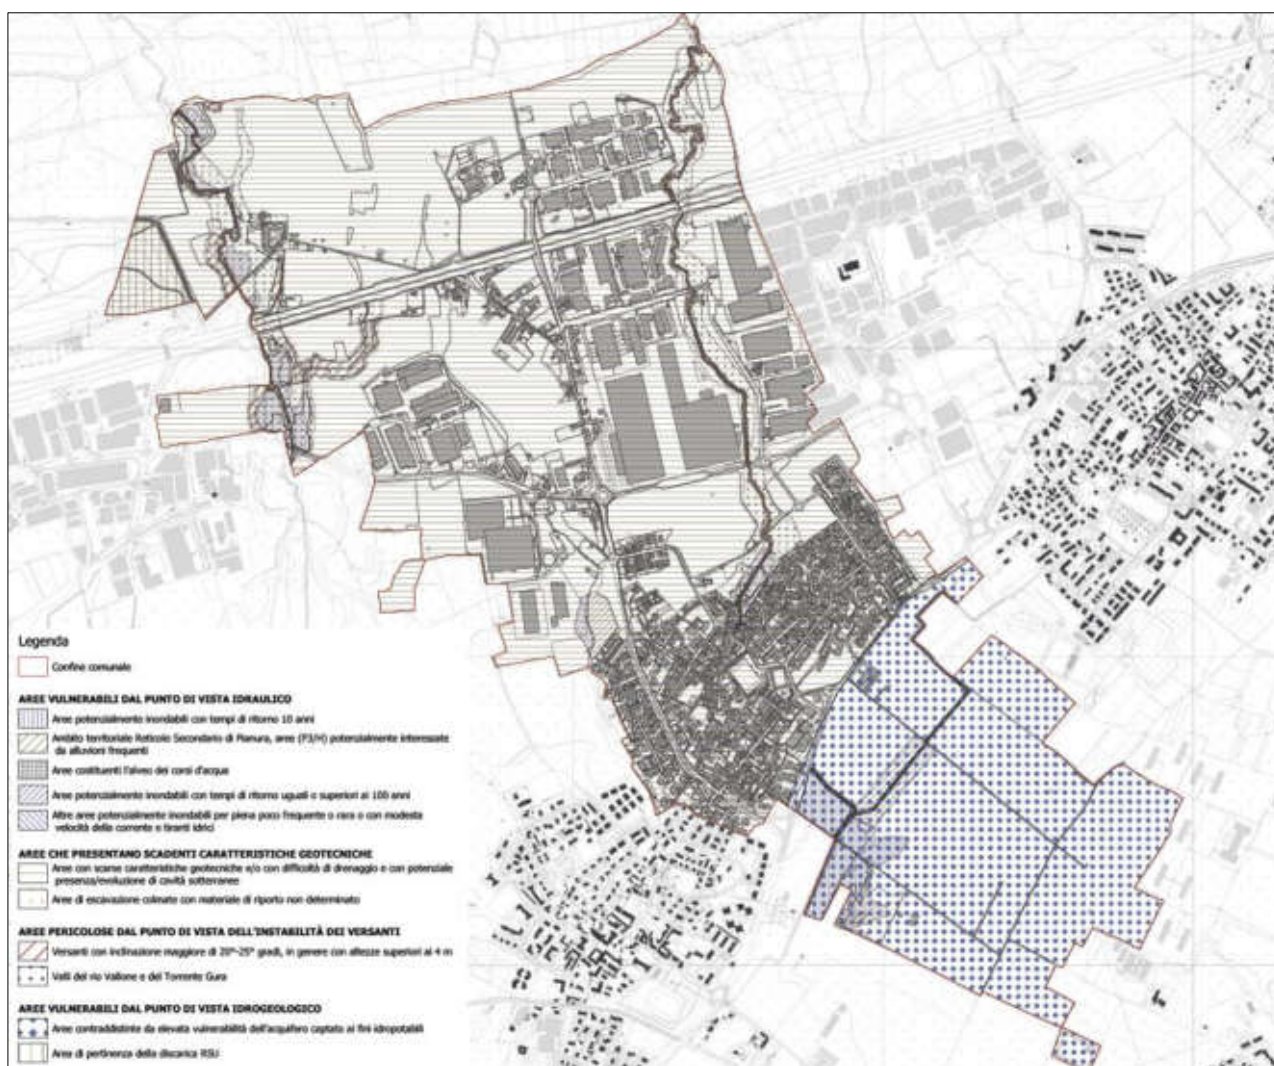 Legenda
Confine comunale
AREE VULNERABILI DAL PUNTO DI VISTA IDRAULICO
Aree potenzialmente inondabili con tempi di ritorno 10 anni
Ambito territoriale Reticolo Secondario di Pianura, aree (P3/H) potenzialmente interessate
da alluvioni frequenti
Aree costituenti l'alveo dei corsi d'acqua
Aree potenzialmente inondabili con tempi di ritorno uguali o superiori ai 100 anni
Altre aree potenzialmente inondabili per piena poco frequente o rara o con modesta
velocità della corrente e tiranti idrici
AREE CHE PRESENTANO SCADENTI CARATTERISTICHE GEOTECNICHE
Aree con scarse caratteristiche geotecniche e/o con difficoltà di drenaggio e con potenziale
presenza/evoluzione di cavità sotterranee
Aree di escavazione colmate con materiale di riporto non determinato
AREE PERICOLOSE DAL PUNTO DI VISTA DELL'INSTABILITÀ DEI VERSANTI
Versanti con inclinazione maggiore di 20°-25° gradi, in genere con altezze superiori ai 4 m
Valli del rio Vallone e del Torrente Gura
AREE VULNERABILI DAL PUNTO DI VISTA IDROGEOLOGICO
Aree contraddistinte da elevata vulnerabilità dell'acquifero captato ai fini idropotabili
Area di pertinenza della discarica RSU